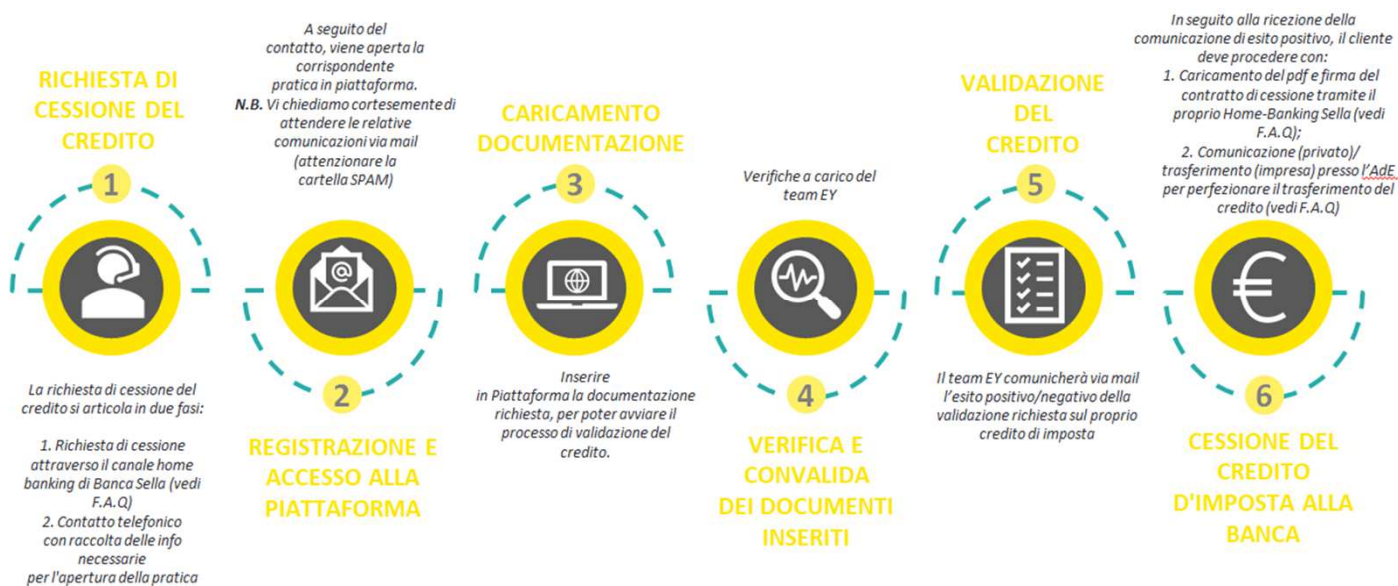 RICHIESTA DI
CESSIONE DEL
CREDITO
1
La richiesta di cessione del
credito si articola in due fasi:
1. Richiesta di cessione
attraverso il canale home
banking di Banca Sella (vedi
F.A.Q)
2. Contatto telefonico
con raccolta delle info
necessarie
per l'apertura della pratica
A seguito del
contatto, viene aperta la
corrispondente
pratica in piattaforma.
N.B. Vi chiediamo cortesemente di
attendere le relative
comunicazioni via mail
(attenzionare la
cartella SPAM)
@
2
REGISTRAZIONE E
ACCESSO ALLA
PIATTAFORMA
CARICAMENTO
DOCUMENTAZIONE
3
Inserire
in Piattaforma la documentazione
richiesta, per poter avviare il
processo di validazione del
credito.
Verifiche a carico del
team EY
4
VERIFICA E
CONVALIDA
DEI DOCUMENTI
INSERITI
VALIDAZIONE
DEL
CREDITO
5
Il team EY comunicherà via mail
l'esito positivo/negativo della
validazione richiesta sul proprio
credito di imposta
In seguito alla ricezione della
comunicazione di esito positivo, il cliente
deve procedere con:
1. Caricamento del pdf e firma del
contratto di cessione tramite il
proprio Home-Banking Sella (vedi
F.A.Q);
2. Comunicazione (privato)/
trasferimento (impresa) presso l'AdE
per perfezionare il trasferimento del
credito (vedi F.A.Q)
€
6
CESSIONE DEL
CREDITO
D'IMPOSTA ALLA
BANCA